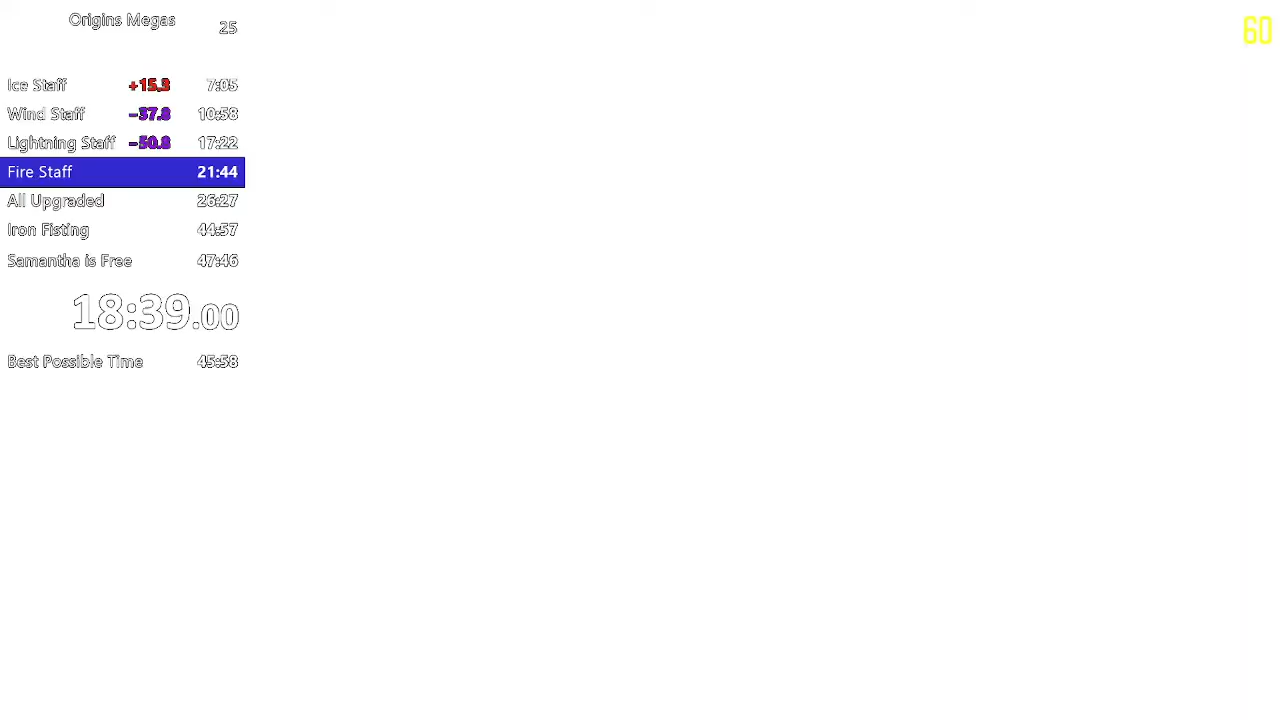 Origins Megas
25
60
Ice Staff +15.3 7:05
Wind Staff −37.8 10:58
Lightning Staff −50.8 17:22
Fire Staff 21:44
All Upgraded 26:27
Iron Fisting 44:57
Samantha is Free 47:46
18:39.00
Best Possible Time 45:58